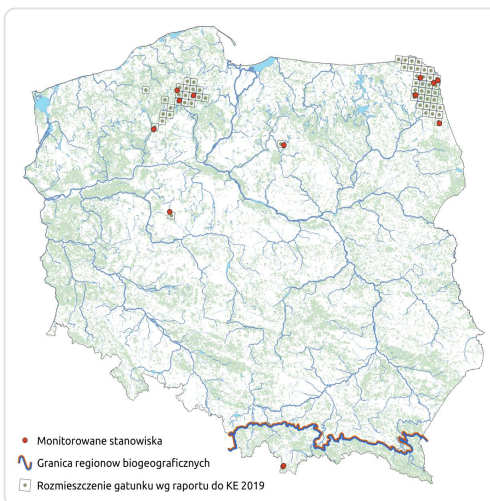 Monitorowane stanowiska
Granica regionow biogeograficznych
Rozmieszczenie gatunku wg raportu do KE 2019